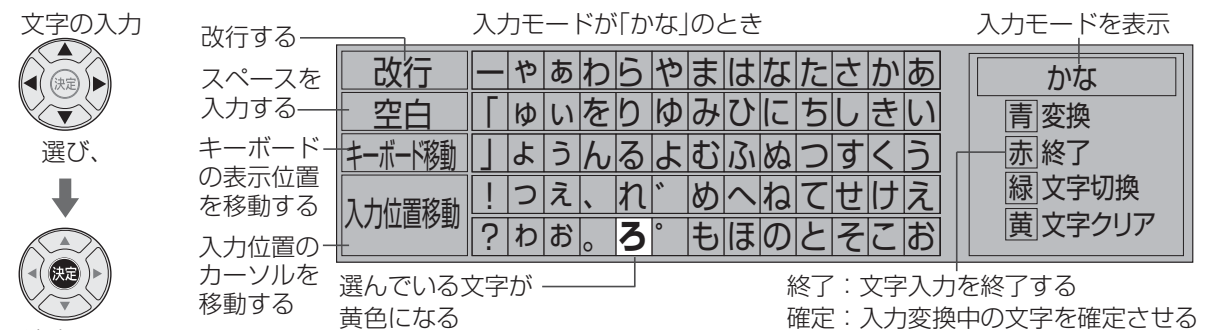 文字の入力
決定
選び、
決定
改行する
スペースを
入力する
キーボード
の表示位置
を移動する
入力位置の
カーソルを
移動する
入力モードが「かな」のとき
改行 ー ゃ ぁ わ ら や ま は な た さ か あ
空白 「 ゅ ぃ を り ゆ み ひ に ち し き い
キーボード移動 」 ょ ぅ ん る よ む ふ ぬ つ す く う
入力位置移動 ! っ ぇ 、 れ ゛ め へ ね て せ け え
? ゎ ぉ 。 ろ ゜ も ほ の と そ こ お
選んでいる文字が
黄色になる
入力モードを表示
かな
青 変換
赤 終了
緑 文字切換
黄 文字クリア
終了：文字入力を終了する
確定：入力変換中の文字を確定させる